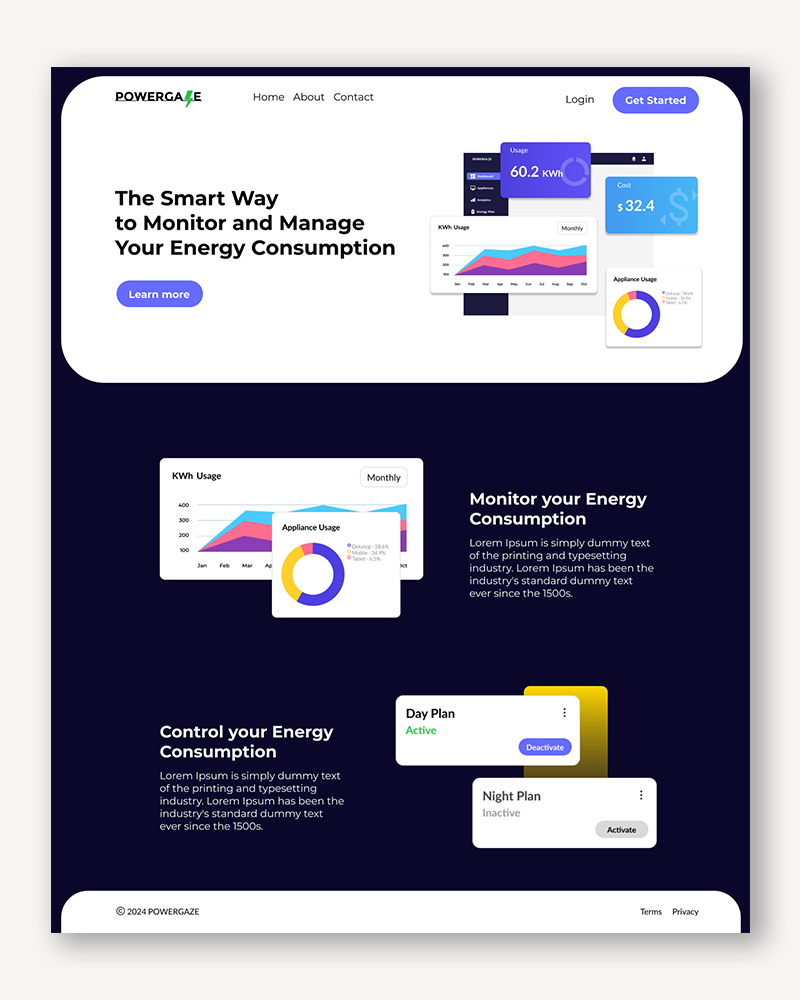 POWERGAZE
Home About Contact
Login
Get Started
The Smart Way
to Monitor and Manage
Your Energy Consumption
Learn more
POWERGAZE
Dashboard
Appliances
Analytics
Energy Plan
Usage
60.2 KWh
Cost
$ 32.4
KWh Usage
Monthly
400
300
200
100
Jan Feb Mar Apr May Jun Jul Aug Sep Oct
Appliance Usage
Dekstop - 58.6%
Mobile - 34.9%
Tablet - 6.5%
KWh Usage
Monthly
400
300
200
100
Jan Feb Mar
Appliance Usage
Dekstop - 58.6%
Mobile - 34.9%
Tablet - 6.5%
Monitor your Energy
Consumption
Lorem Ipsum is simply dummy text
of the printing and typesetting
industry. Lorem Ipsum has been the
industry's standard dummy text
ever since the 1500s.
Control your Energy
Consumption
Lorem Ipsum is simply dummy text
of the printing and typesetting
industry. Lorem Ipsum has been the
industry's standard dummy text
ever since the 1500s.
Day Plan
Active
Deactivate
Night Plan
Inactive
Activate
© 2024 POWERGAZE
Terms Privacy